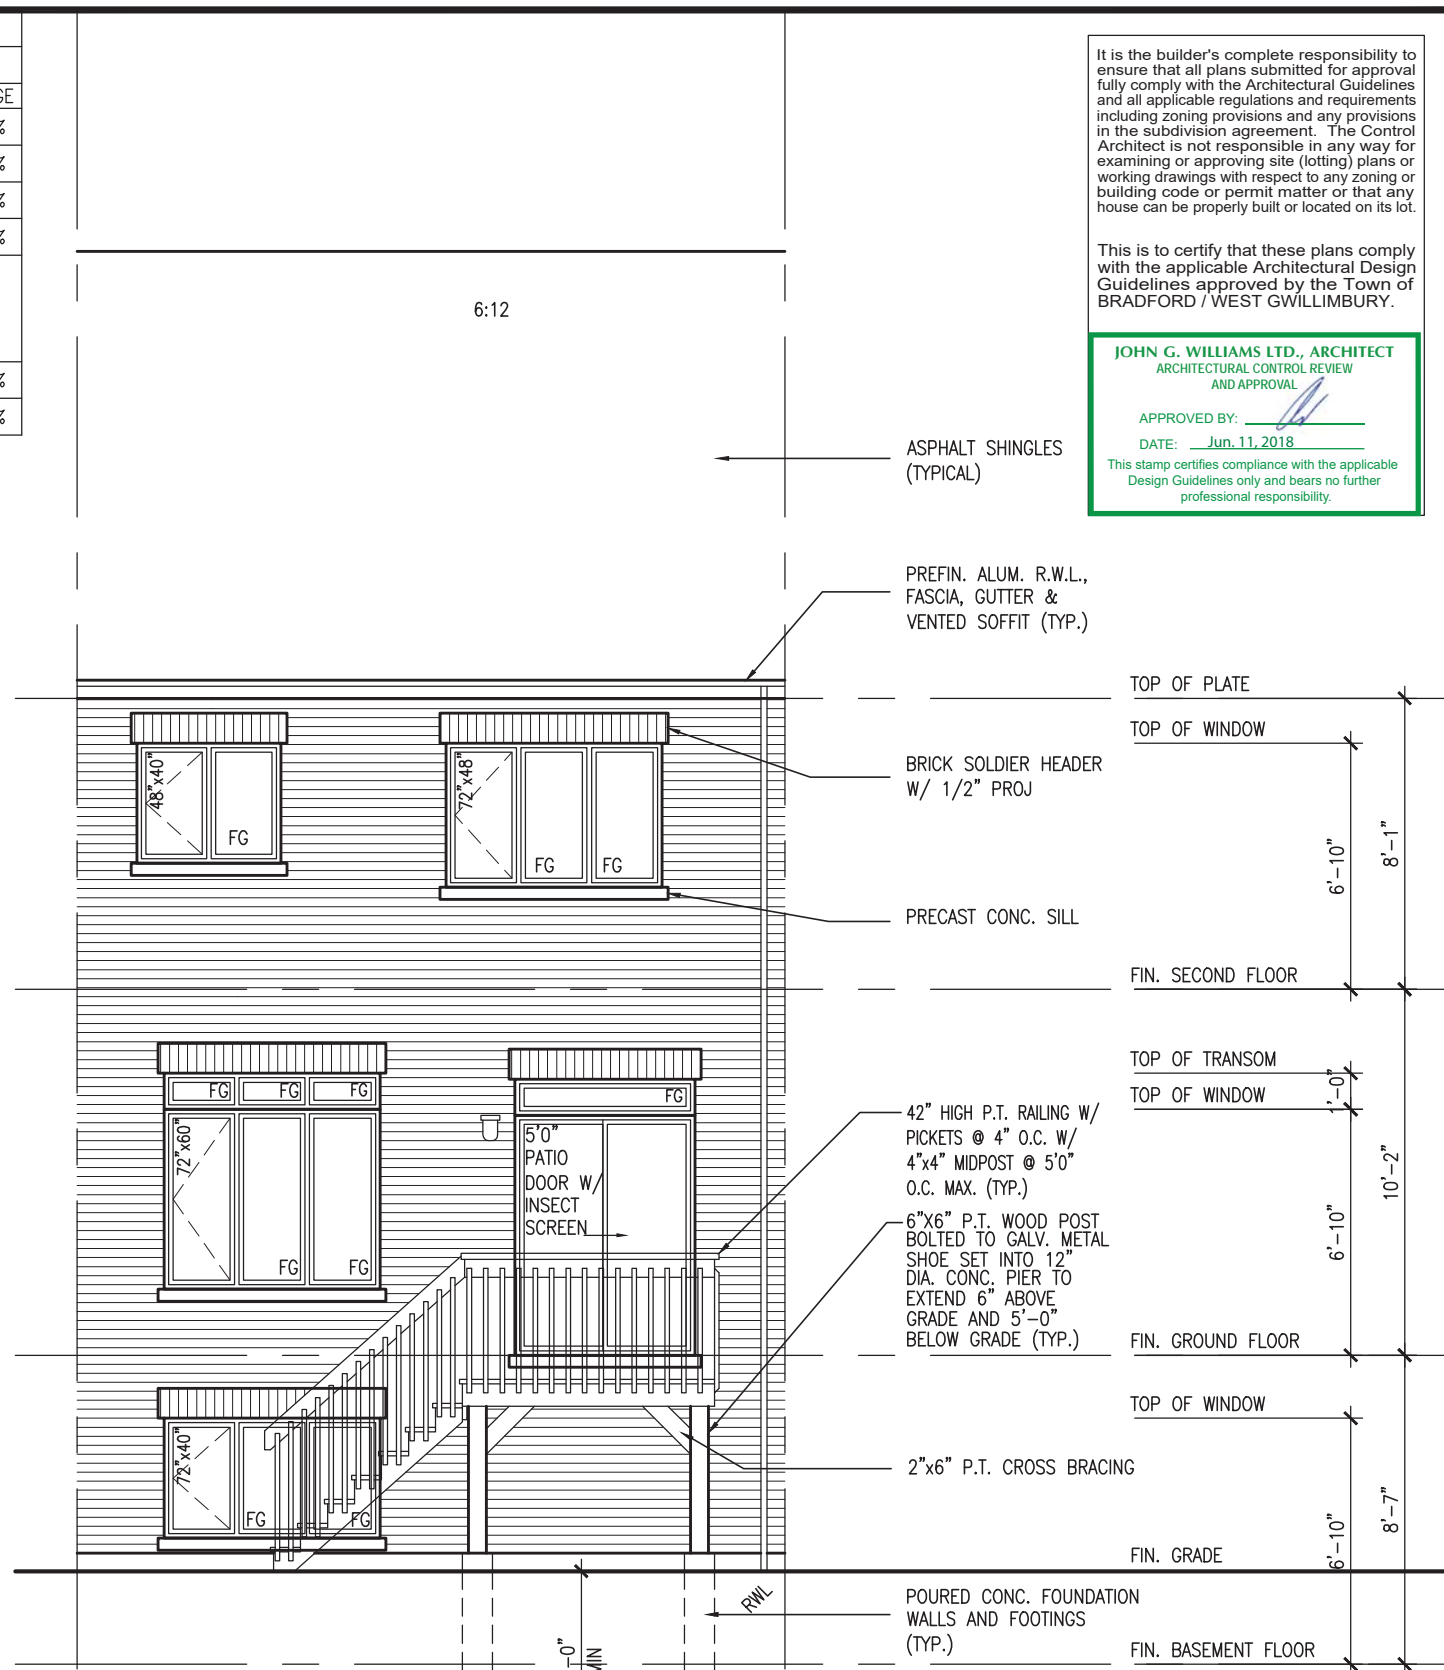 It is the builder's complete responsibility to
ensure that all plans submitted for approval
fully comply with the Architectural Guidelines
and all applicable regulations and requirements
including zoning provisions and any provisions
in the subdivision agreement. The Control
Architect is not responsible in any way for
examining or approving site (lotting) plans or
working drawings with respect to any zoning or
building code or permit matter or that any
house can be properly built or located on its lot.
This is to certify that these plans comply
with the applicable Architectural Design
Guidelines approved by the Town of
BRADFORD / WEST GWILLIMBURY.
JOHN G. WILLIAMS LTD., ARCHITECT
ARCHITECTURAL CONTROL REVIEW
AND APPROVAL
APPROVED BY:
DATE: Jun. 11, 2018
This stamp certifies compliance with the applicable
Design Guidelines only and bears no further
professional responsibility.
%
%
%
%
%
%
6:12
ASPHALT SHINGLES
(TYPICAL)
PREFIN. ALUM. R.W.L.,
FASCIA, GUTTER &
VENTED SOFFIT (TYP.)
TOP OF PLATE
TOP OF WINDOW
BRICK SOLDIER HEADER
W/ 1/2" PROJ
48"x40"
FG
72"x48"
FG
FG
6'-10"
8'-1"
PRECAST CONC. SILL
FIN. SECOND FLOOR
TOP OF TRANSOM
TOP OF WINDOW
1'-0"
FG
FG
FG
FG
72"x60"
FG
FG
5'0"
PATIO
DOOR W/
INSECT
SCREEN
42" HIGH P.T. RAILING W/
PICKETS @ 4" O.C. W/
4"x4" MIDPOST @ 5'0"
O.C. MAX. (TYP.)
6"X6" P.T. WOOD POST
BOLTED TO GALV. METAL
SHOE SET INTO 12"
DIA. CONC. PIER TO
EXTEND 6" ABOVE
GRADE AND 5'-0"
BELOW GRADE (TYP.)
6'-10"
10'-2"
FIN. GROUND FLOOR
TOP OF WINDOW
72"x40"
FG
FG
2"x6" P.T. CROSS BRACING
6'-10"
8'-7"
FIN. GRADE
RWL
POURED CONC. FOUNDATION
WALLS AND FOOTINGS
(TYP.)
FIN. BASEMENT FLOOR